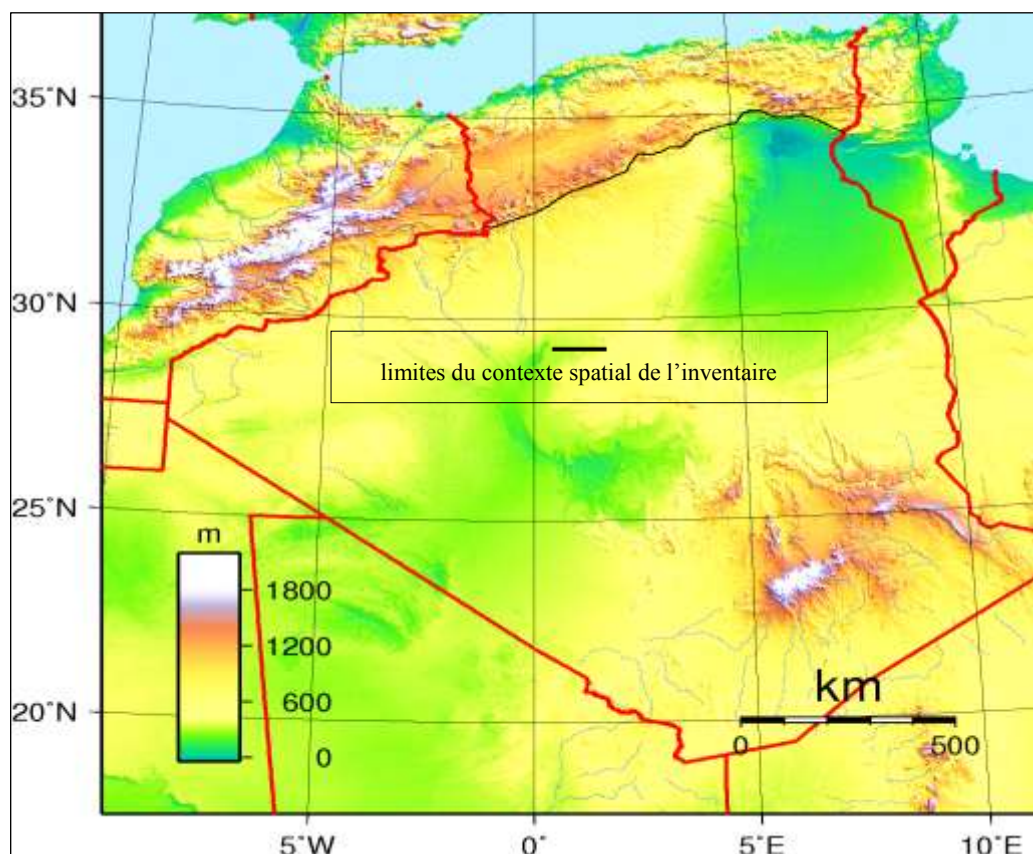 35°N
30°N
limites du contexte spatial de l’inventaire
25°N
m
1800
1200
600
0
km
0 500
20°N
5°W 0° 5°E 10°E